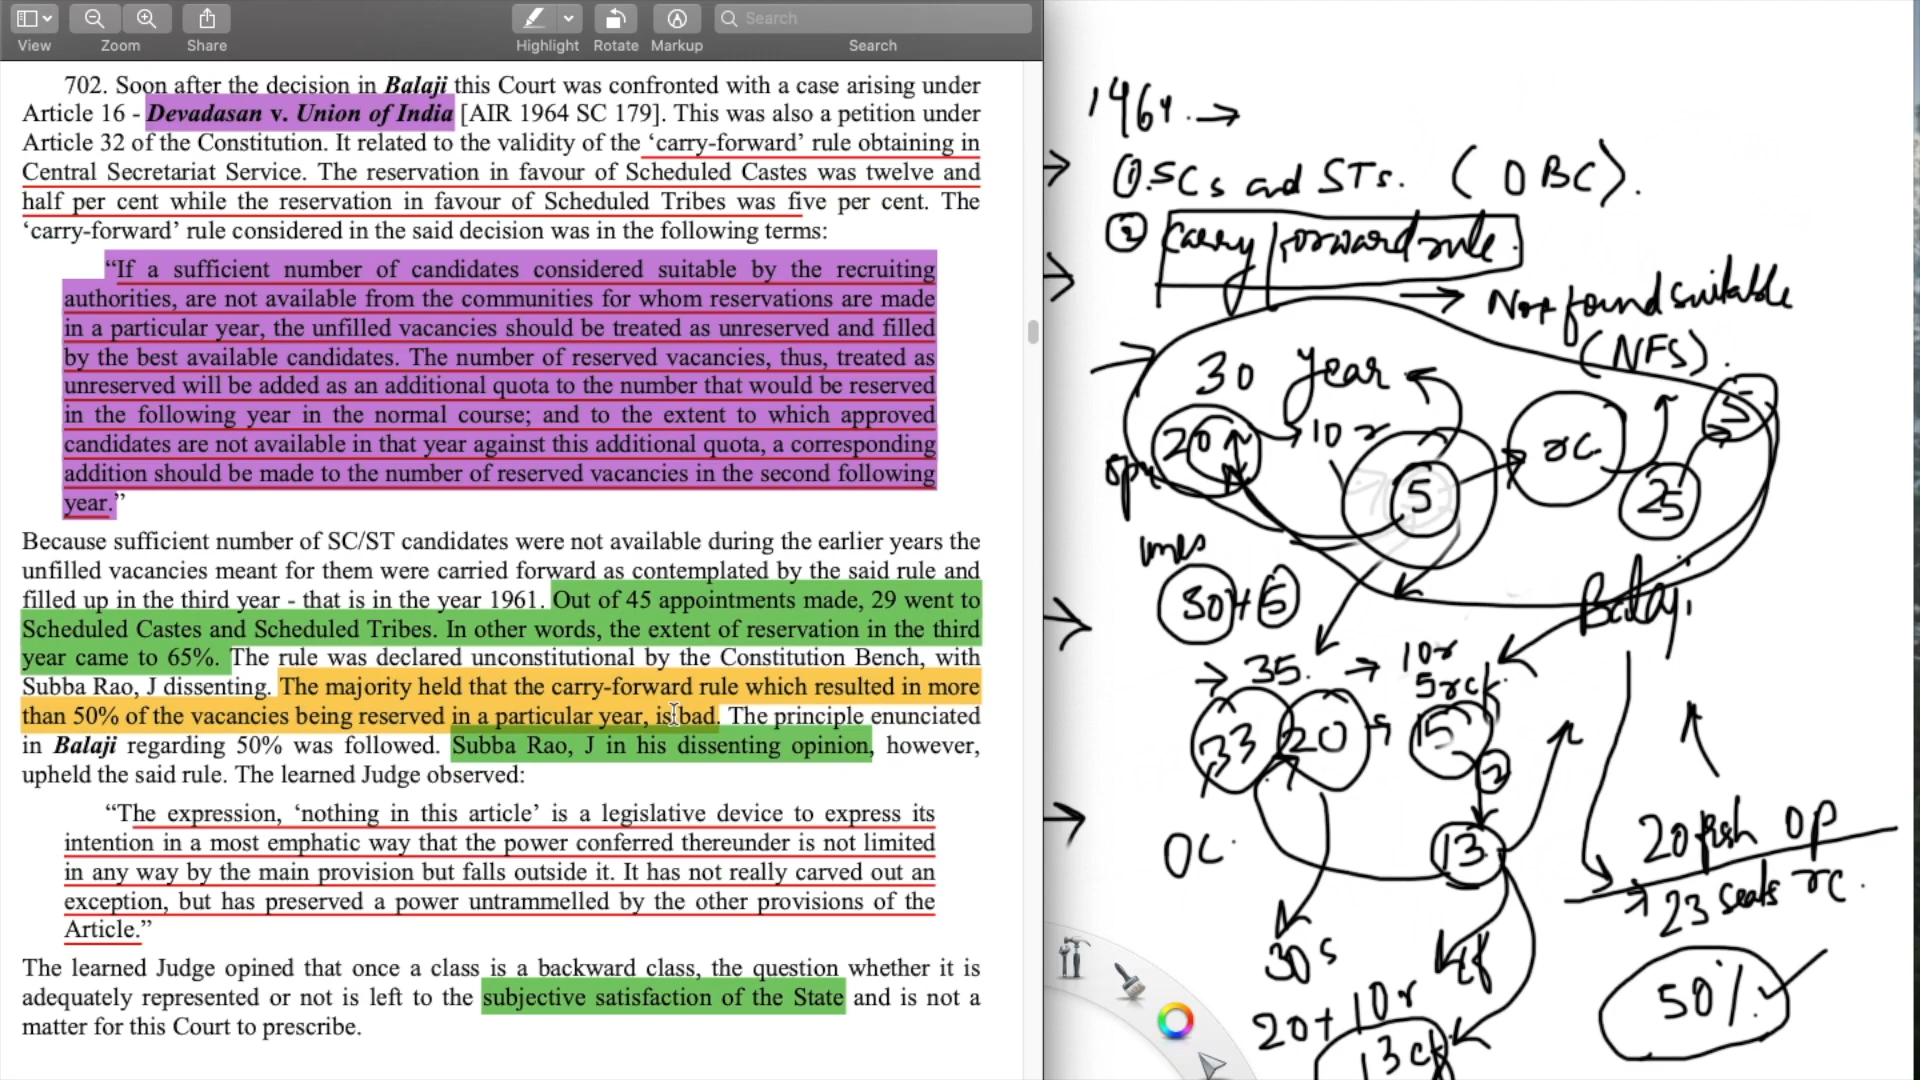 View
Zoom
Share
Highlight
Rotate
Markup
Search
Search
702. Soon after the decision in Balaji this Court was confronted with a case arising under
Article 16 - Devadasan v. Union of India [AIR 1964 SC 179]. This was also a petition under
Article 32 of the Constitution. It related to the validity of the ‘carry-forward’ rule obtaining in
Central Secretariat Service. The reservation in favour of Scheduled Castes was twelve and
half per cent while the reservation in favour of Scheduled Tribes was five per cent. The
‘carry-forward’ rule considered in the said decision was in the following terms:
“If a sufficient number of candidates considered suitable by the recruiting
authorities, are not available from the communities for whom reservations are made
in a particular year, the unfilled vacancies should be treated as unreserved and filled
by the best available candidates. The number of reserved vacancies, thus, treated as
unreserved will be added as an additional quota to the number that would be reserved
in the following year in the normal course; and to the extent to which approved
candidates are not available in that year against this additional quota, a corresponding
addition should be made to the number of reserved vacancies in the second following
year.”
Because sufficient number of SC/ST candidates were not available during the earlier years the
unfilled vacancies meant for them were carried forward as contemplated by the said rule and
filled up in the third year - that is in the year 1961. Out of 45 appointments made, 29 went to
Scheduled Castes and Scheduled Tribes. In other words, the extent of reservation in the third
year came to 65%. The rule was declared unconstitutional by the Constitution Bench, with
Subba Rao, J dissenting. The majority held that the carry-forward rule which resulted in more
than 50% of the vacancies being reserved in a particular year, is bad. The principle enunciated
in Balaji regarding 50% was followed. Subba Rao, J in his dissenting opinion, however,
upheld the said rule. The learned Judge observed:
“The expression, ‘nothing in this article’ is a legislative device to express its
intention in a most emphatic way that the power conferred thereunder is not limited
in any way by the main provision but falls outside it. It has not really carved out an
exception, but has preserved a power untrammelled by the other provisions of the
Article.”
The learned Judge opined that once a class is a backward class, the question whether it is
adequately represented or not is left to the subjective satisfaction of the State and is not a
matter for this Court to prescribe.
1964. →
① SCs and STs. (OBC).
② Carry forward rule.
→ Not found suitable
(NFS).
30 year
20 → 10 r
5
rc
5
25
30+5
Balaji
→ 35 → 10r
5 rcf
33 20 → 15
2
OC.
13
20 fresh op
→ 23 seats rc.
30s
20+10r
13 cf
50%